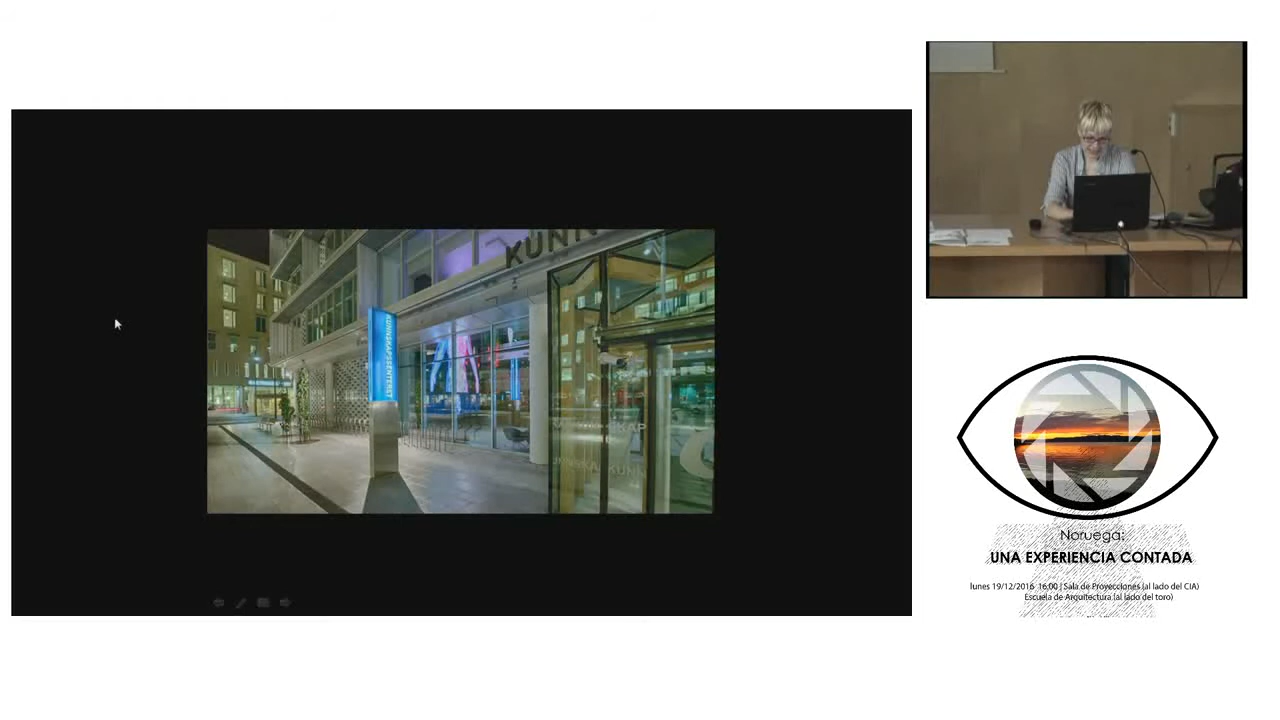 KUNN
KUNNSKAPSSENTERET
Noruega:
UNA EXPERIENCIA CONTADA
lunes 19/12/2016 16:00 | Sala de Proyecciones (al lado del CIA)
Escuela de Arquitectura (al lado del toro)